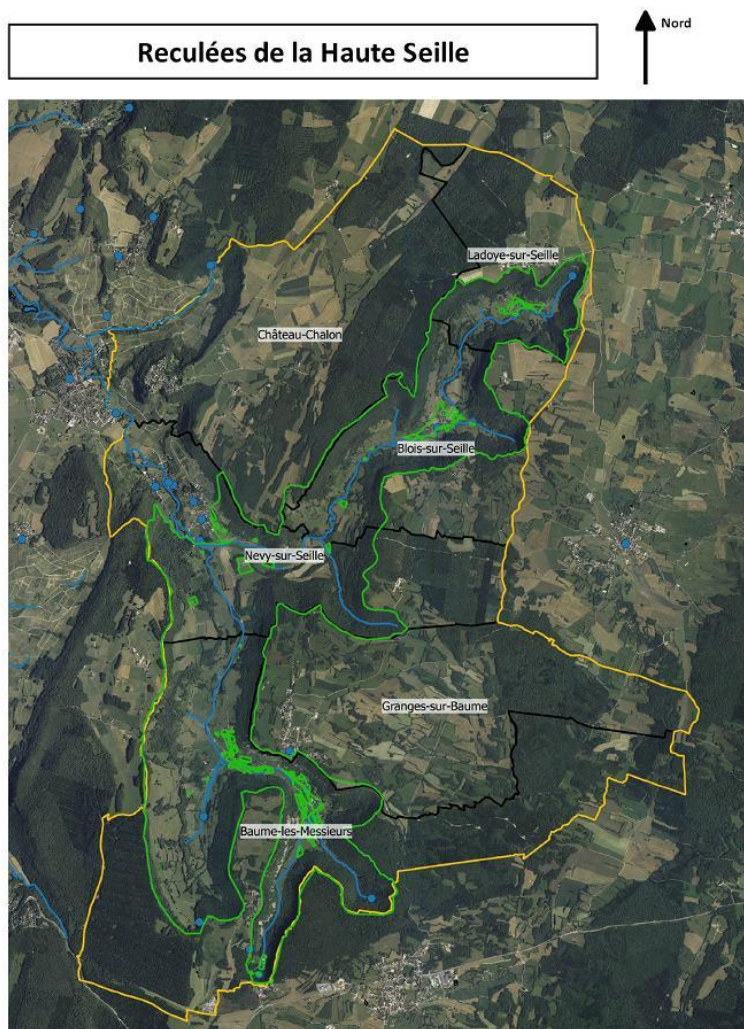 Reculées de la Haute Seille
Nord
Ladoye-sur-Seille
Château-Chalon
Blois-sur-Seille
Nevy-sur-Seille
Granges-sur-Baume
Baume-les-Messieurs